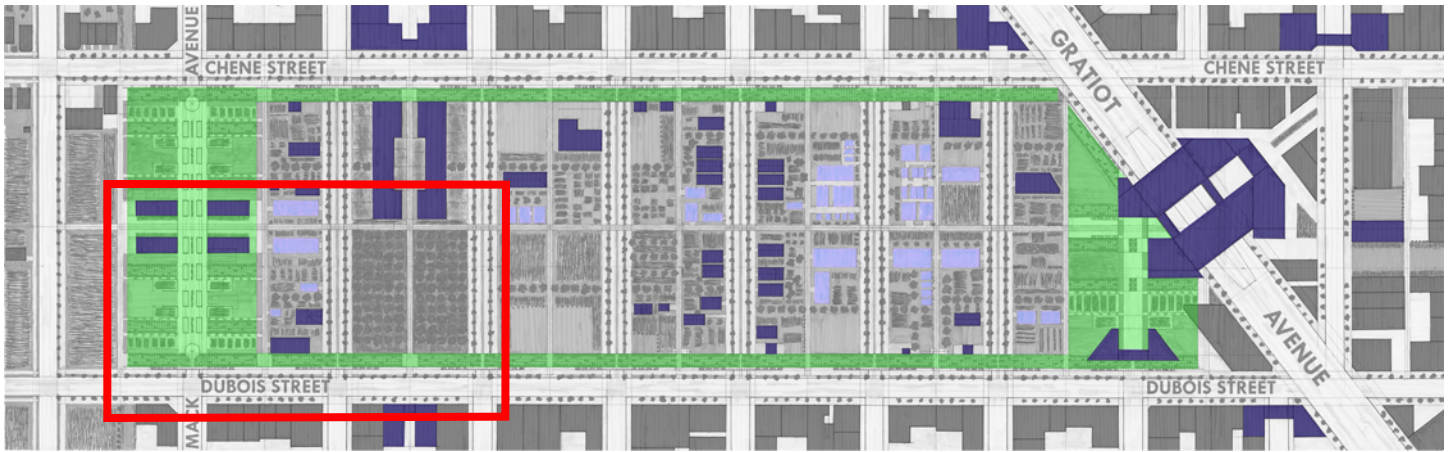 AVENUE
CHENE STREET
GRATIOT
CHENE STREET
AVENUE
DUBOIS STREET
DUBOIS STREET
MACK